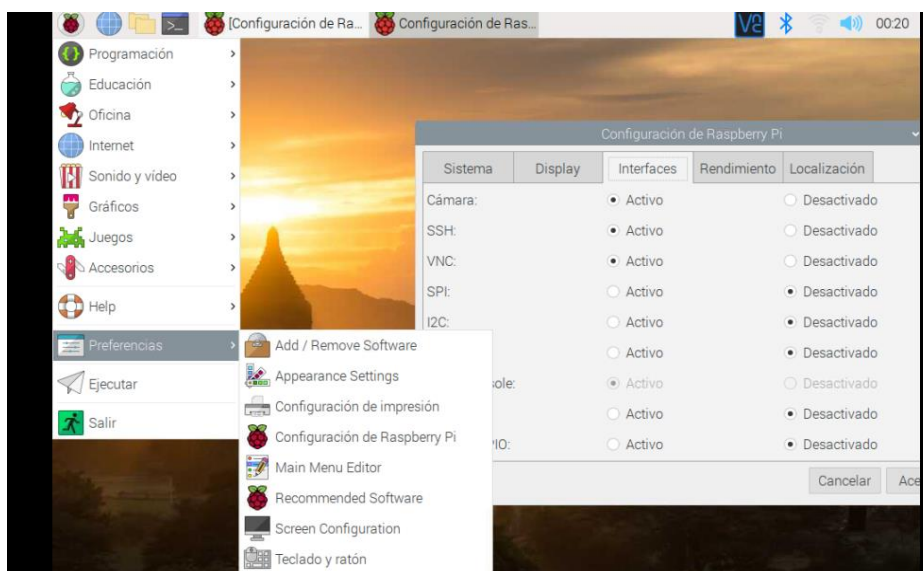 [Configuración de Ra... Configuración de Ras... 00:20
Programación
Educación
Oficina
Internet
Sonido y vídeo
Gráficos
Juegos
Accesorios
Help
Preferencias
Ejecutar
Salir
Add / Remove Software
Appearance Settings
Configuración de impresión
Configuración de Raspberry Pi
Main Menu Editor
Recommended Software
Screen Configuration
Teclado y ratón
Configuración de Raspberry Pi
Sistema Display Interfaces Rendimiento Localización
Cámara: Activo Desactivado
SSH: Activo Desactivado
VNC: Activo Desactivado
SPI: Activo Desactivado
I2C: Activo Desactivado
Activo Desactivado
sole: Activo Desactivado
Activo Desactivado
PIO: Activo Desactivado
Cancelar Ace